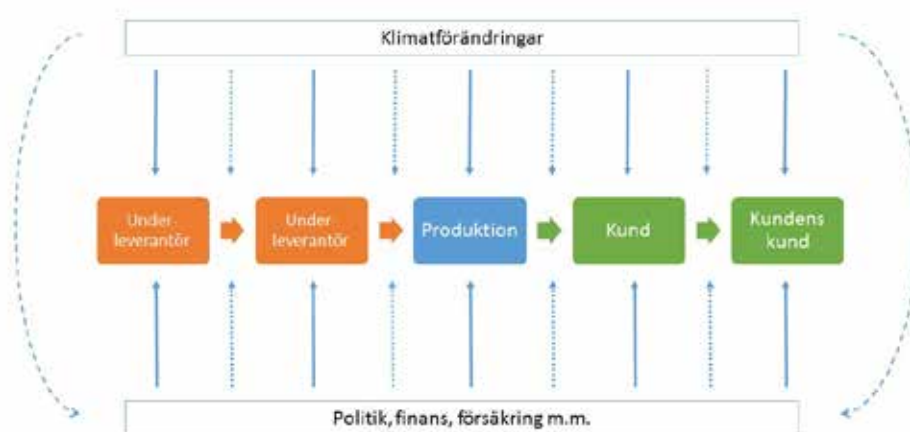 Klimatförändringar
Under
leverantör
Under
leverantör
Produktion
Kund
Kundens
kund
Politik, finans, försäkring m.m.